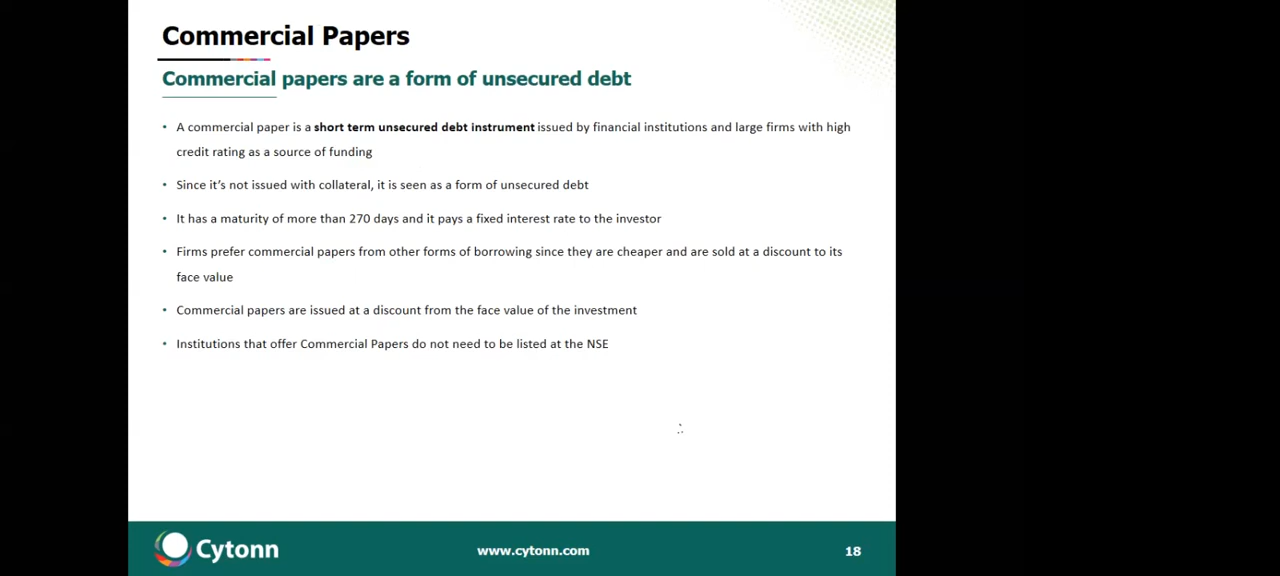 Commercial Papers
Commercial papers are a form of unsecured debt
• A commercial paper is a short term unsecured debt instrument issued by financial institutions and large firms with high
credit rating as a source of funding
• Since it's not issued with collateral, it is seen as a form of unsecured debt
• It has a maturity of more than 270 days and it pays a fixed interest rate to the investor
• Firms prefer commercial papers from other forms of borrowing since they are cheaper and are sold at a discount to its
face value
• Commercial papers are issued at a discount from the face value of the investment
• Institutions that offer Commercial Papers do not need to be listed at the NSE
Cytonn www.cytonn.com 18